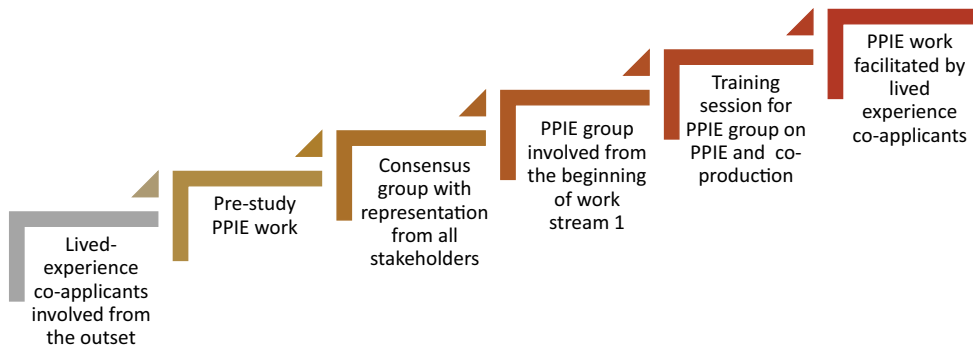 Lived-
experience
co-applicants
involved from
the outset
Pre-study
PPIE work
Consensus
group with
representation
from all
stakeholders
PPIE group
involved from
the beginning
of work
stream 1
Training
session for
PPIE group on
PPIE and co-
production
PPIE work
facilitated by
lived
experience
co-applicants